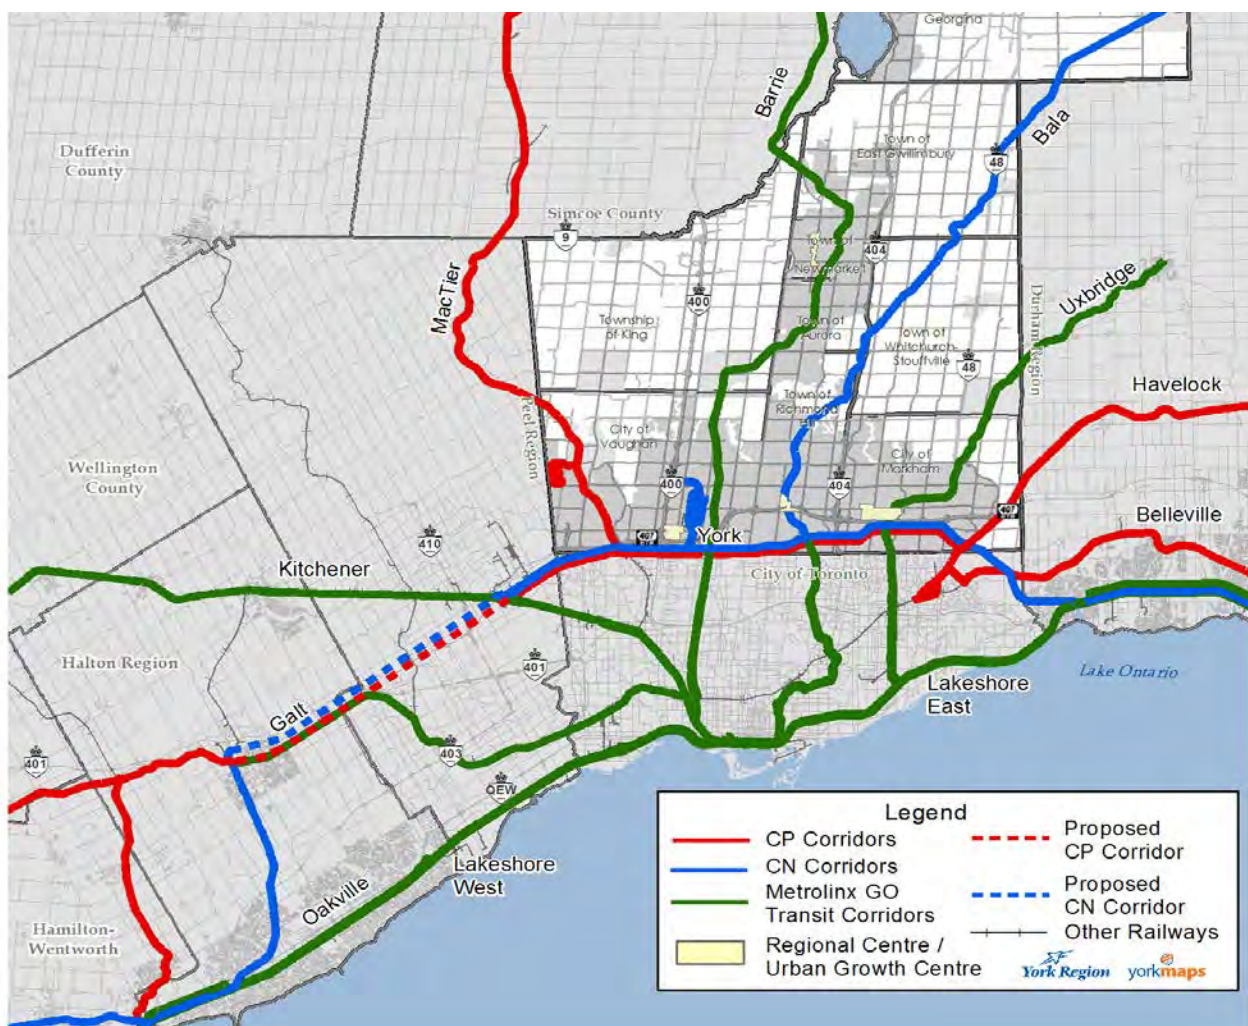 Georgina
Barrie
Bala
Dufferin
County
Town of
East Gwillimbury
48
Simcoe County
9
Town of
Newmarket
404
MacTier
400
Uxbridge
Durham Region
Township
of King
Town of
Aurora
Town of
Whitchurch-
Stouffville
48
Havelock
Peel Region
Town of
Richmond
Hill
City of
Vaughan
City of
Markham
Wellington
County
400
404
407
Belleville
410
407
York
Kitchener
City of Toronto
Halton Region
401
Lake Ontario
Lakeshore
East
Galt
403
401
QEW
Lakeshore
West
Oakville
Hamilton-
Wentworth
Legend
CP Corridors
CN Corridors
Metrolinx GO
Transit Corridors
Regional Centre /
Urban Growth Centre
Proposed
CP Corridor
Proposed
CN Corridor
Other Railways
York Region
yorkmaps